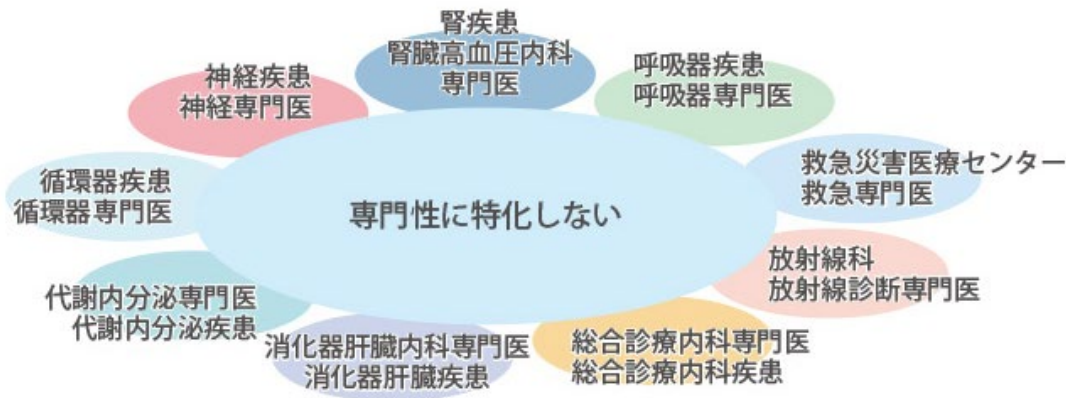 腎疾患
腎臓高血圧内科
専門医
神経疾患
神経専門医
呼吸器疾患
呼吸器専門医
循環器疾患
循環器専門医
専門性に特化しない
救急災害医療センター
救急専門医
放射線科
放射線診断専門医
代謝内分泌専門医
代謝内分泌疾患
消化器肝臓内科専門医
消化器肝臓疾患
総合診療内科専門医
総合診療内科疾患